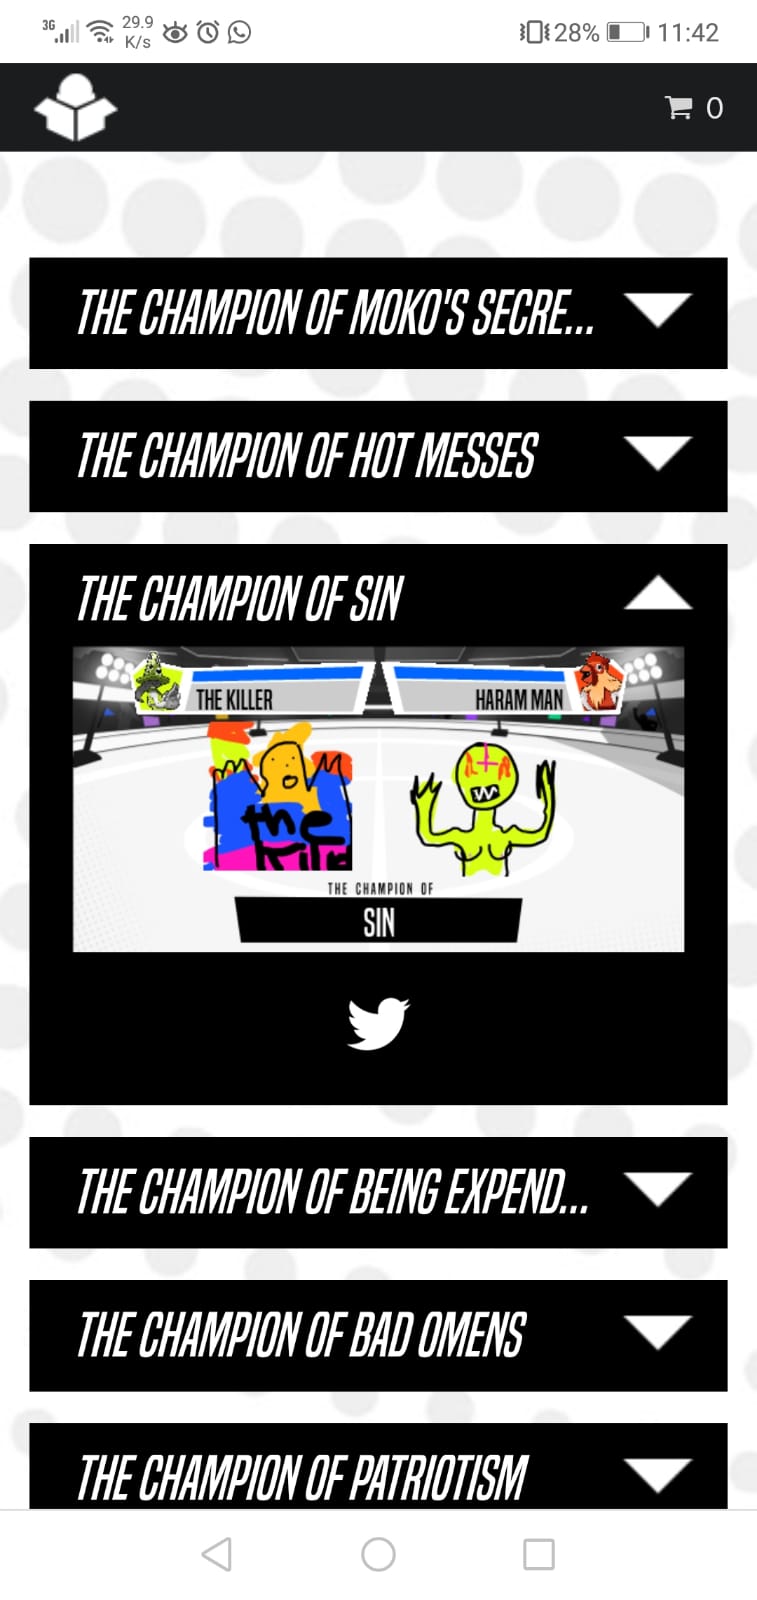 3G 29.9 K/s 28% 11:42
0
THE CHAMPION OF MOKO'S SECRE...
THE CHAMPION OF HOT MESSES
THE CHAMPION OF SIN
THE KILLER
HARAM MAN
the
THE CHAMPION OF
SIN
THE CHAMPION OF BEING EXPEND...
THE CHAMPION OF BAD OMENS
THE CHAMPION OF PATRIOTISM